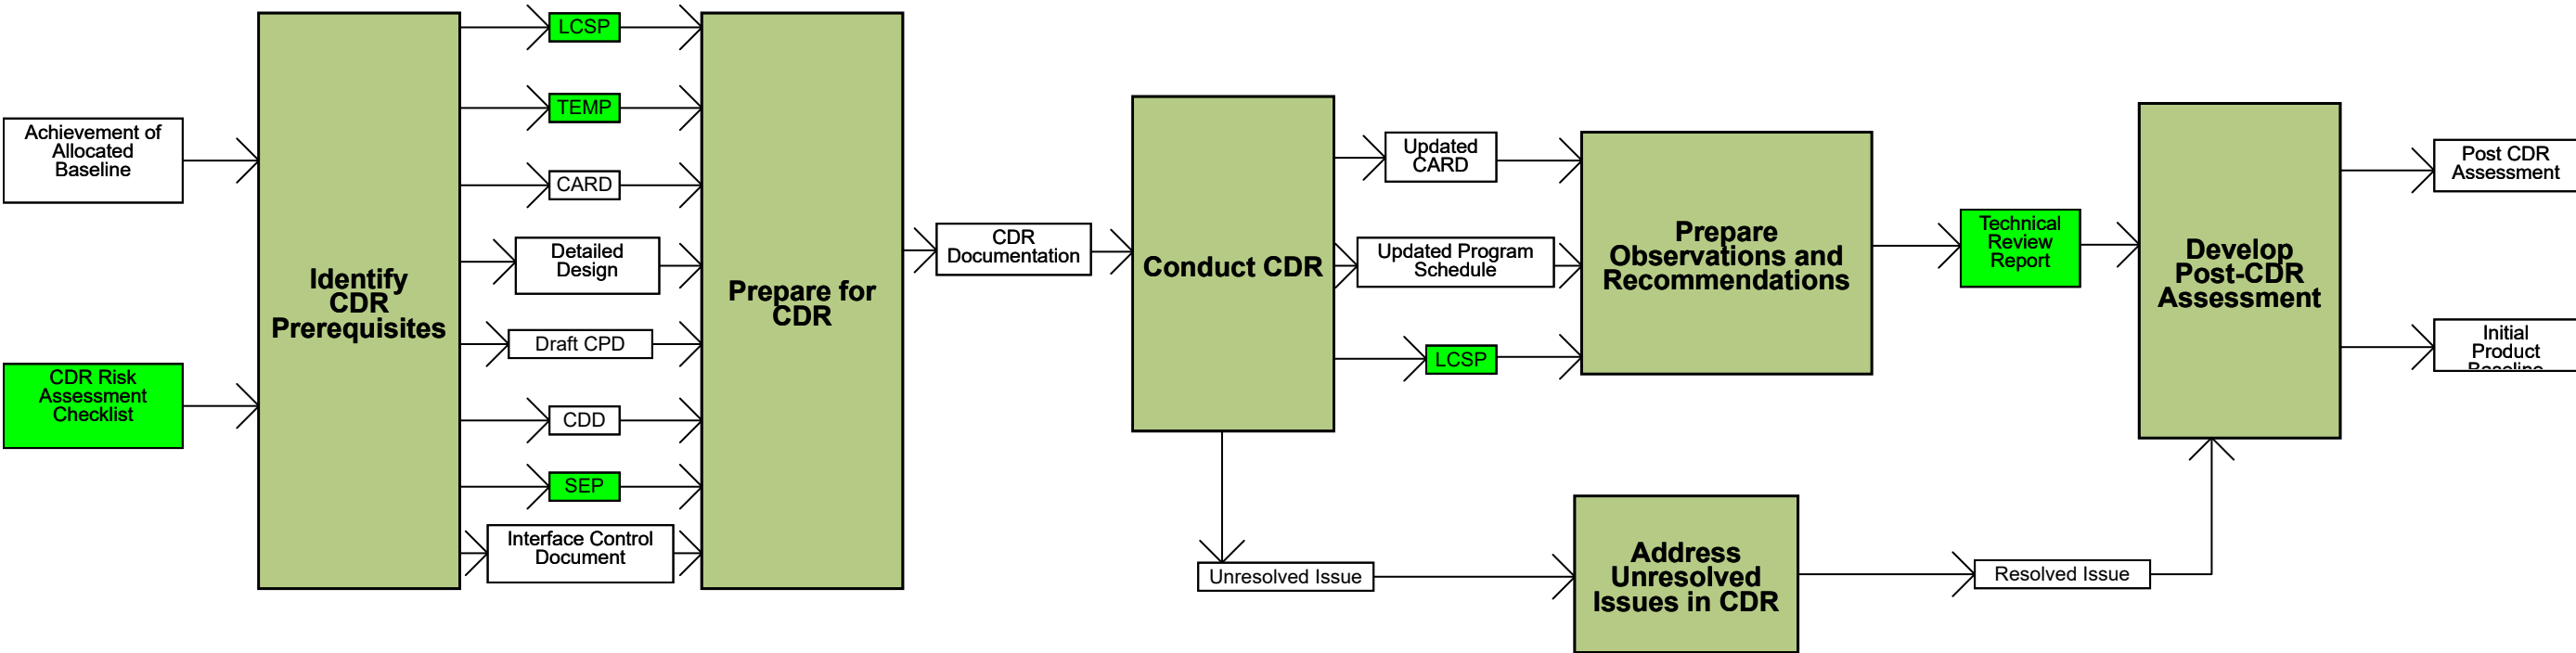 Achievement of
Allocated
Baseline
CDR Risk
Assessment
Checklist
Identify
CDR
Prerequisites
LCSP
TEMP
CARD
Detailed
Design
Draft CPD
CDD
SEP
Interface Control
Document
Prepare for
CDR
CDR
Documentation
Conduct CDR
Updated
CARD
Updated Program
Schedule
LCSP
Unresolved Issue
Prepare
Observations and
Recommendations
Address
Unresolved
Issues in CDR
Technical
Review
Report
Resolved Issue
Develop
Post-CDR
Assessment
Post CDR
Assessment
Initial
Product
Baseline